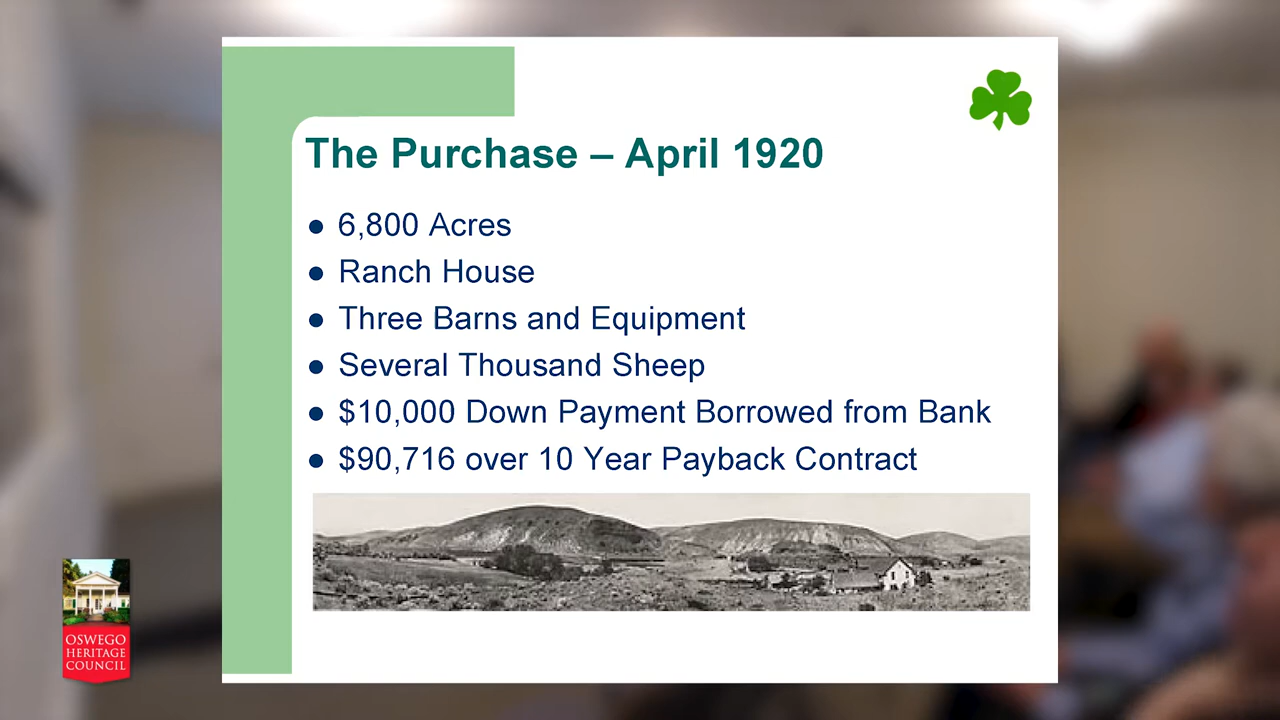 The Purchase – April 1920
● 6,800 Acres
● Ranch House
● Three Barns and Equipment
● Several Thousand Sheep
● $10,000 Down Payment Borrowed from Bank
● $90,716 over 10 Year Payback Contract
OSWEGO
HERITAGE
COUNCIL